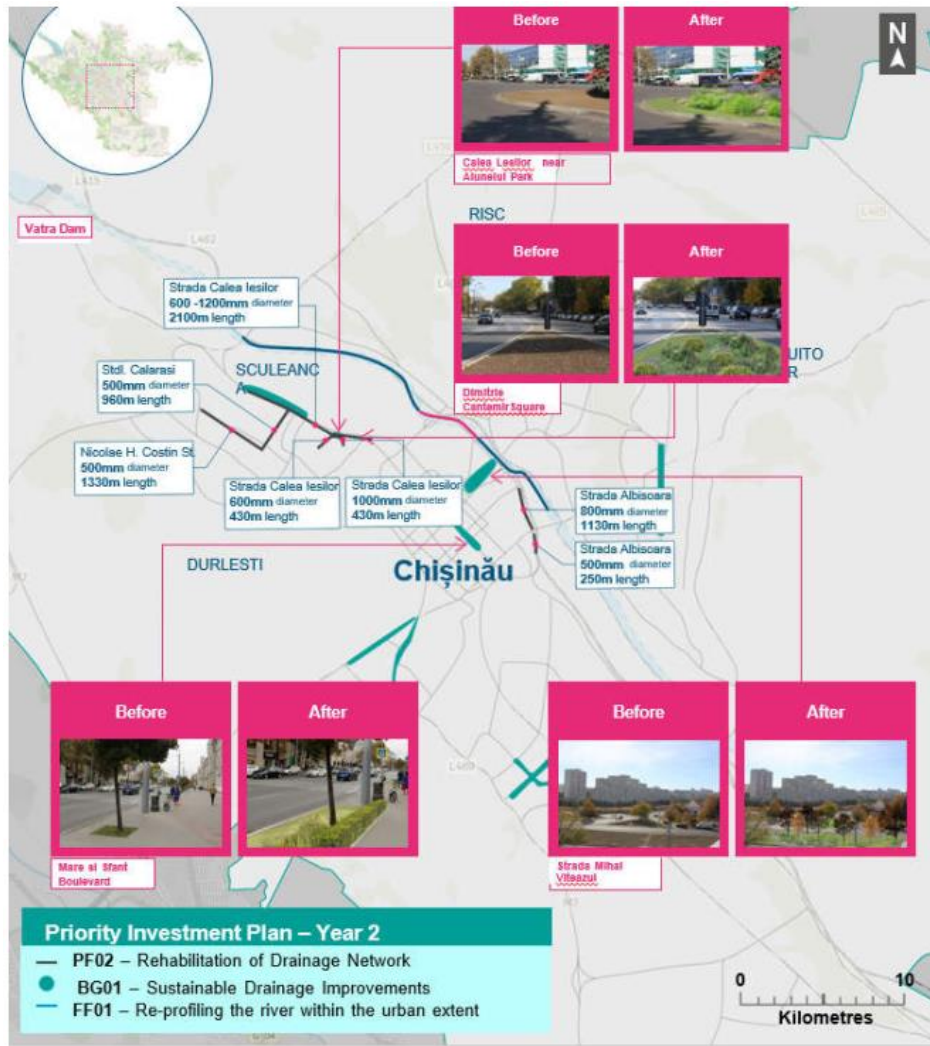 Before
After
N
Calea Lesilor near
Alunelul Park
Vatra Dam
L435
L462
RISC
Before
After
Strada Calea Iesilor
600 -1200mm diameter
2100m length
SCULEANC
A
UITO
R
Stdl. Calarasi
500mm diameter
960m length
Dimitrie
Cantemir Square
Nicolae H. Costin St.
500mm diameter
1330m length
Strada Calea Iesilor
600mm diameter
430m length
Strada Calea Iesilor
1000mm diameter
430m length
Strada Albisoara
800mm diameter
1130m length
Strada Albisoara
500mm diameter
250m length
DURLESTI
Chișinău
Before
After
L469
Before
After
Mare si Sfant
Boulevard
Strada Mihai
Viteazul
Priority Investment Plan – Year 2
PF02 – Rehabilitation of Drainage Network
BG01 – Sustainable Drainage Improvements
FF01 – Re-profiling the river within the urban extent
0 10
Kilometres